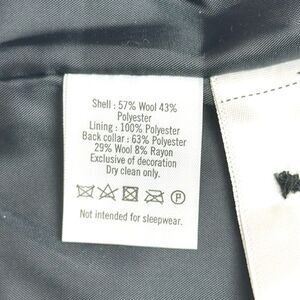 Shell : 57% Wool 43%
Polyester
Lining : 100% Polyester
Back collar : 63% Polyester
29% Wool 8% Rayon
Exclusive of decoration
Dry clean only.
P
Not intended for sleepwear.